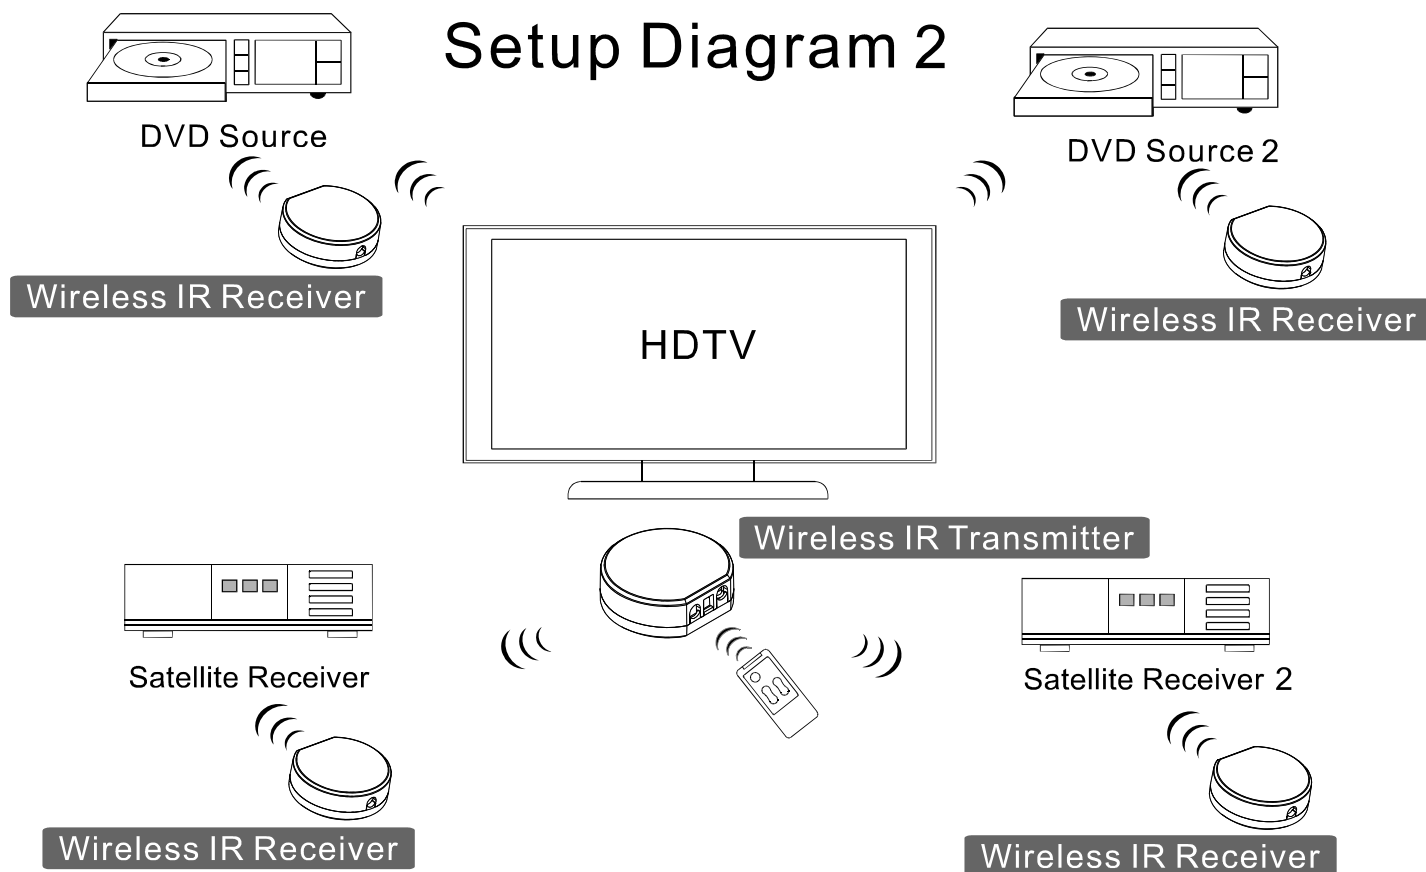 Setup Diagram 2
DVD Source
DVD Source 2
Wireless IR Receiver
Wireless IR Receiver
HDTV
Wireless IR Transmitter
Satellite Receiver
Satellite Receiver 2
Wireless IR Receiver
Wireless IR Receiver